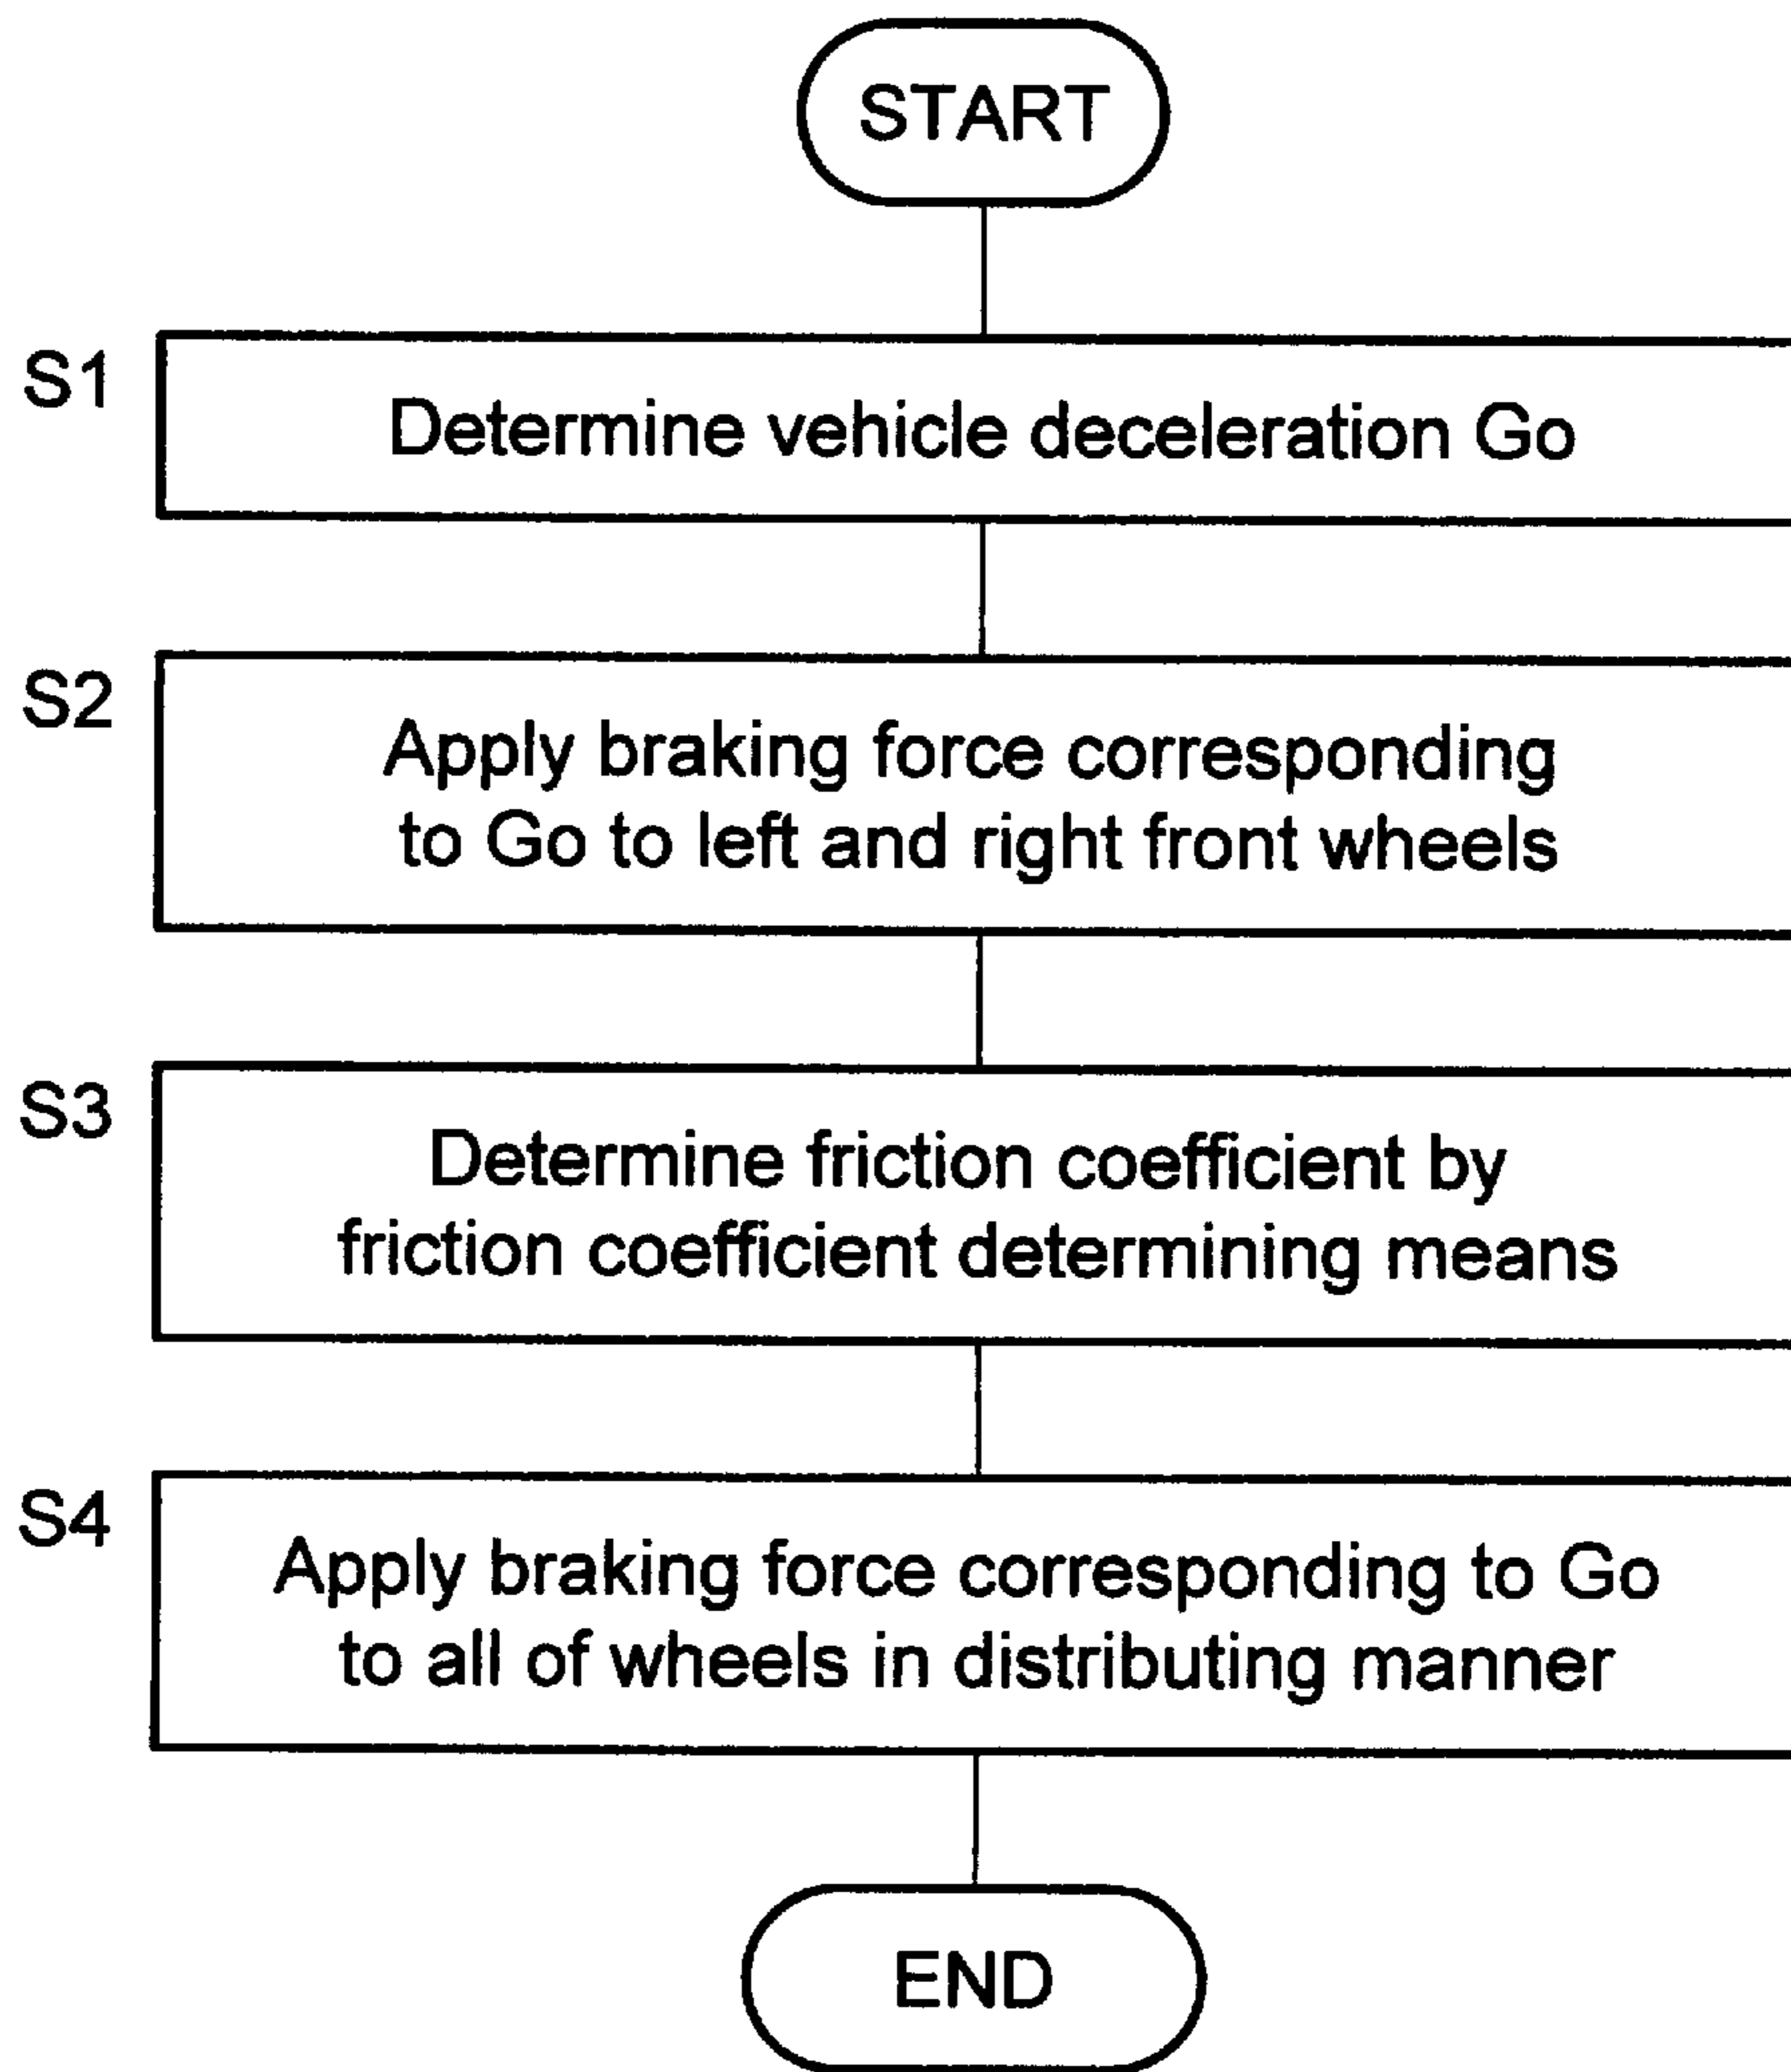 START
S1
Determine vehicle deceleration Go
S2
Apply braking force corresponding
to Go to left and right front wheels
S3
Determine friction coefficient by
friction coefficient determining means
S4
Apply braking force corresponding to Go
to all of wheels in distributing manner
END